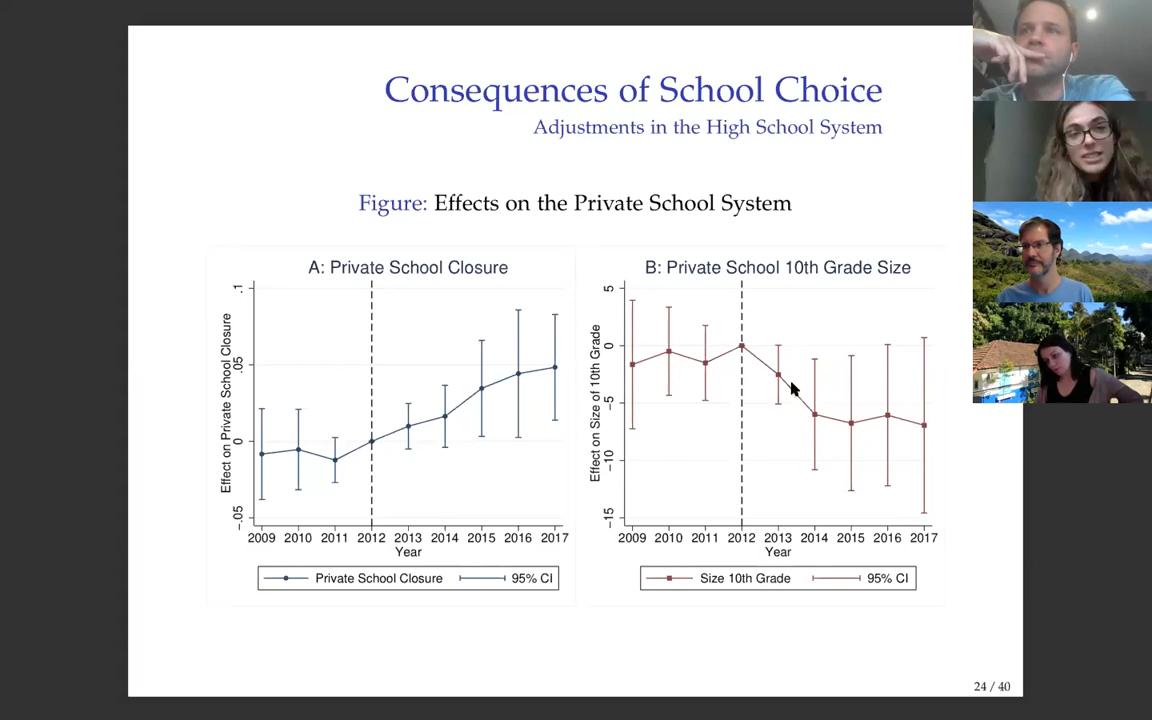 Consequences of School Choice
Adjustments in the High School System
Figure: Effects on the Private School System
A: Private School Closure
Effect on Private School Closure
.1
.05
0
-.05
2009 2010 2011 2012 2013 2014 2015 2016 2017
Year
Private School Closure 95% CI
B: Private School 10th Grade Size
Effect on Size of 10th Grade
5
0
-5
-10
-15
2009 2010 2011 2012 2013 2014 2015 2016 2017
Year
Size 10th Grade 95% CI
24 / 40